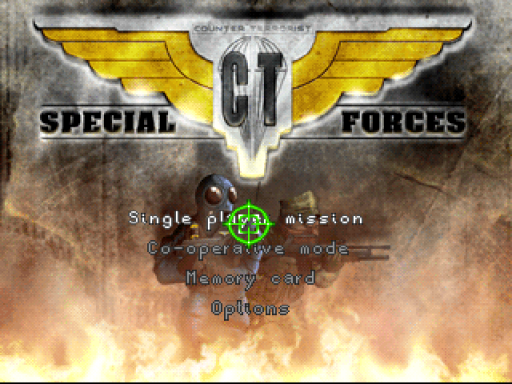 COUNTER TERRORIST
CT
SPECIAL FORCES
Single player mission
Co-operative mode
Memory card
Options